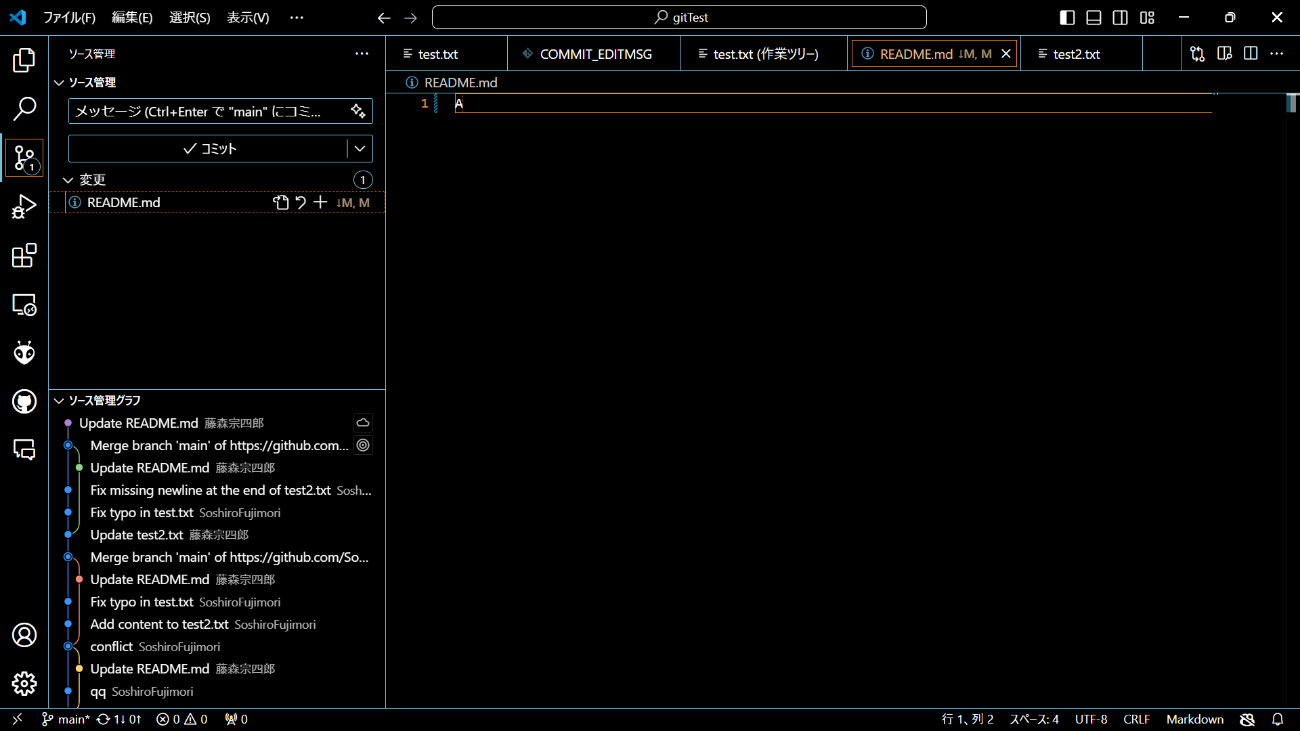 ファイル(F) 編集(E) 選択(S) 表示(V) ··· gitTest
ソース管理 ···
test.txt COMMIT_EDITMSG test.txt (作業ツリー) README.md ↓M, M test2.txt ···
ソース管理
README.md
メッセージ (Ctrl+Enter で "main" にコミ...
1 A
コミット
1
変更 1
README.md ↓M, M
ソース管理グラフ
Update README.md 藤森宗四郎
Merge branch 'main' of https://github.com...
Update README.md 藤森宗四郎
Fix missing newline at the end of test2.txt Sosh...
Fix typo in test.txt SoshiroFujimori
Update test2.txt 藤森宗四郎
Merge branch 'main' of https://github.com/So...
Update README.md 藤森宗四郎
Fix typo in test.txt SoshiroFujimori
Add content to test2.txt SoshiroFujimori
conflict SoshiroFujimori
Update README.md 藤森宗四郎
qq SoshiroFujimori
main* 1↓ 0↑ 0 0 0 行 1、列 2 スペース: 4 UTF-8 CRLF Markdown